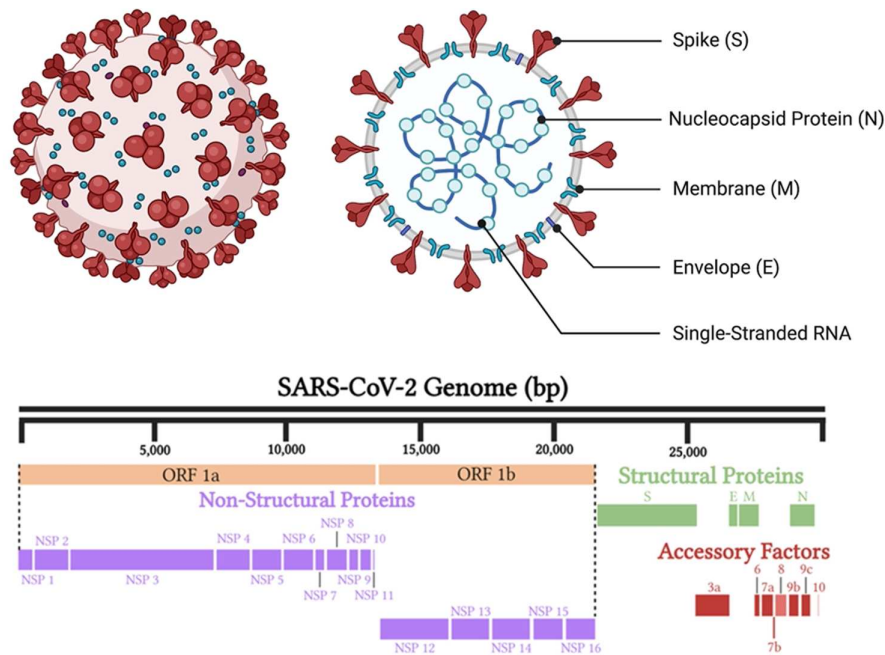 Spike (S)
Nucleocapsid Protein (N)
Membrane (M)
Envelope (E)
Single-Stranded RNA
SARS-CoV-2 Genome (bp)
5,000 10,000 15,000 20,000 25,000
ORF 1a ORF 1b
Structural Proteins
S E M N
Non-Structural Proteins
NSP 8
NSP 2 NSP 4 NSP 6 NSP 10
NSP 1 NSP 3 NSP 5 NSP 9
NSP 7 NSP 11
Accessory Factors
6 8 9c
3a 7a 9b 10
7b
NSP 13 NSP 15
NSP 12 NSP 14 NSP 16